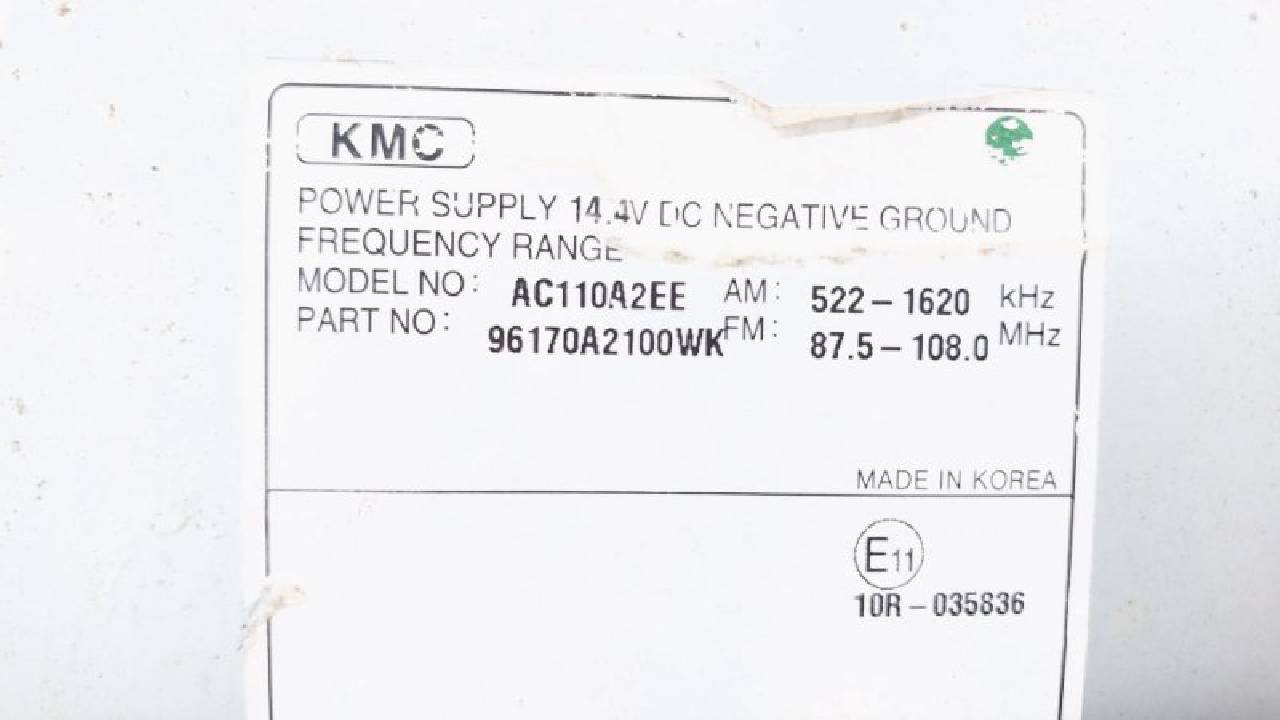 KMC
POWER SUPPLY 14.4V DC NEGATIVE GROUND
FREQUENCY RANGE
MODEL NO: AC110A2EE AM: 522-1620 kHz
PART NO: 96170A2100WK FM: 87.5-108.0 MHz
MADE IN KOREA
E11
10R-035836